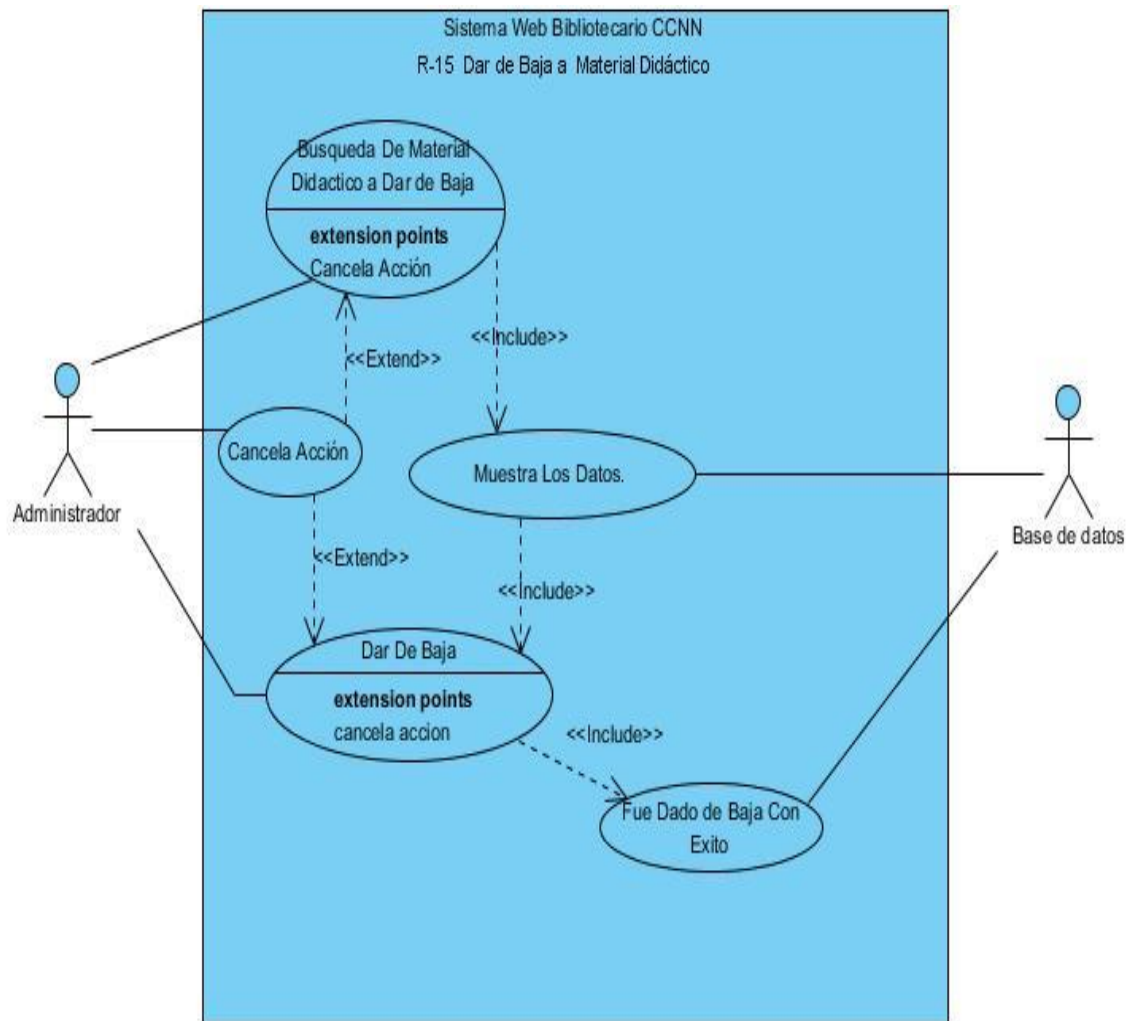 Sistema Web Bibliotecario CCNN
R-15 Dar de Baja a Material Didáctico
Busqueda De Material
Didactico a Dar de Baja
extension points
Cancela Acción
<<Include>>
<<Extend>>
Cancela Acción
Muestra Los Datos.
Administrador
Base de datos
<<Extend>>
<<Include>>
Dar De Baja
extension points
cancela accion
<<Include>>
Fue Dado de Baja Con
Exito